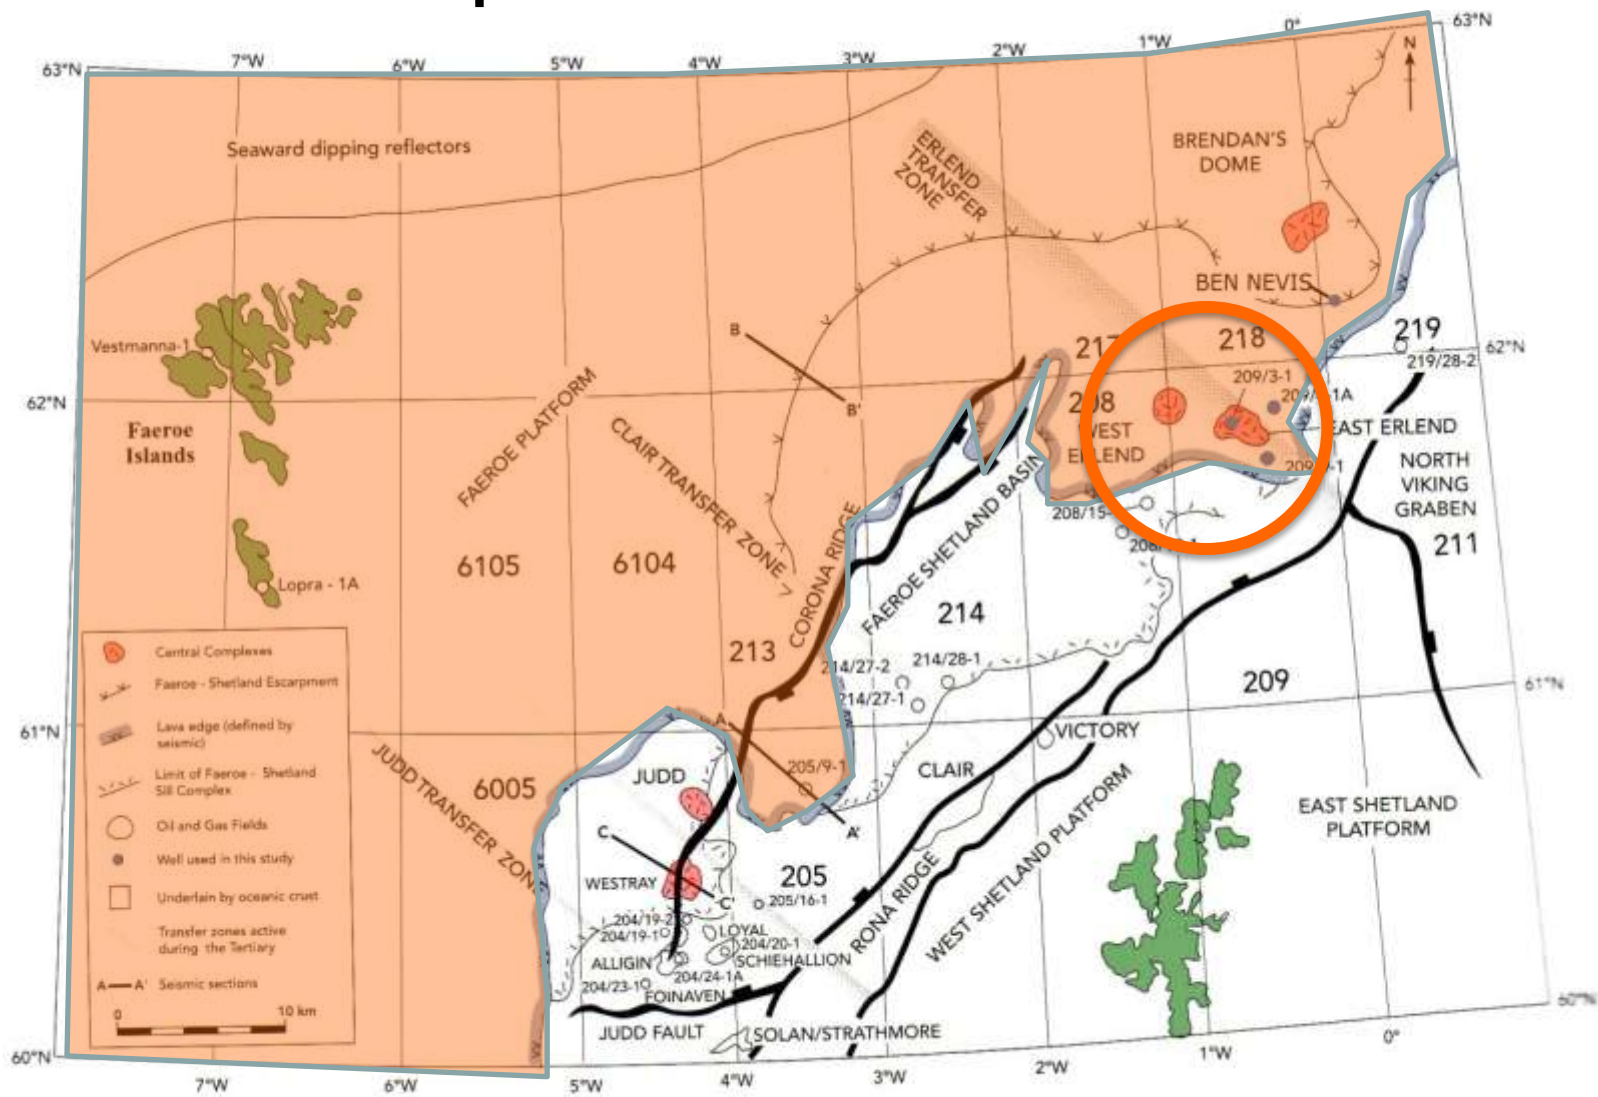 63°N
7°W
6°W
5°W
4°W
3°W
2°W
1°W
0°
63°N
N
Seaward dipping reflectors
ERLEND
TRANSFER
ZONE
BRENDAN'S
DOME
BEN NEVIS
Vestmanna-1
B
B'
217
218
219
219/28-2
62°N
62°N
Faeroe
Islands
FAEROE PLATFORM
CLAIR TRANSFER ZONE
208
WEST
ERLEND
209/3-1
EAST ERLEND
NORTH
VIKING
GRABEN
211
208/15-
6105
6104
CORONA RIDGE
FAEROE SHETLAND BASIN
Lopra - 1A
213
214
214/27-2
214/28-1
214/27-1
209
61°N
61°N
A
A'
VICTORY
JUDD TRANSFER ZONE
6005
JUDD
205/9-1
CLAIR
EAST SHETLAND
PLATFORM
C
C'
WESTRAY
205
205/16-1
RONA RIDGE
WEST SHETLAND PLATFORM
204/19-2
204/19-1
LOYAL
204/20-1
ALLIGIN
SCHIEHALLION
204/24-1A
204/23-1
FOINAVEN
JUDD FAULT
SOLAN/STRATHMORE
Central Complexes
Faeroe - Shetland Escarpment
Lava edge (defined by
seismic)
Limit of Faeroe - Shetland
Sill Complex
Oil and Gas Fields
Well used in this study
Underlain by oceanic crust
Transfer zones active
during the Tertiary
A
A'
Seismic sections
0
10 km
60°N
60°N
7°W
6°W
5°W
4°W
3°W
2°W
1°W
0°